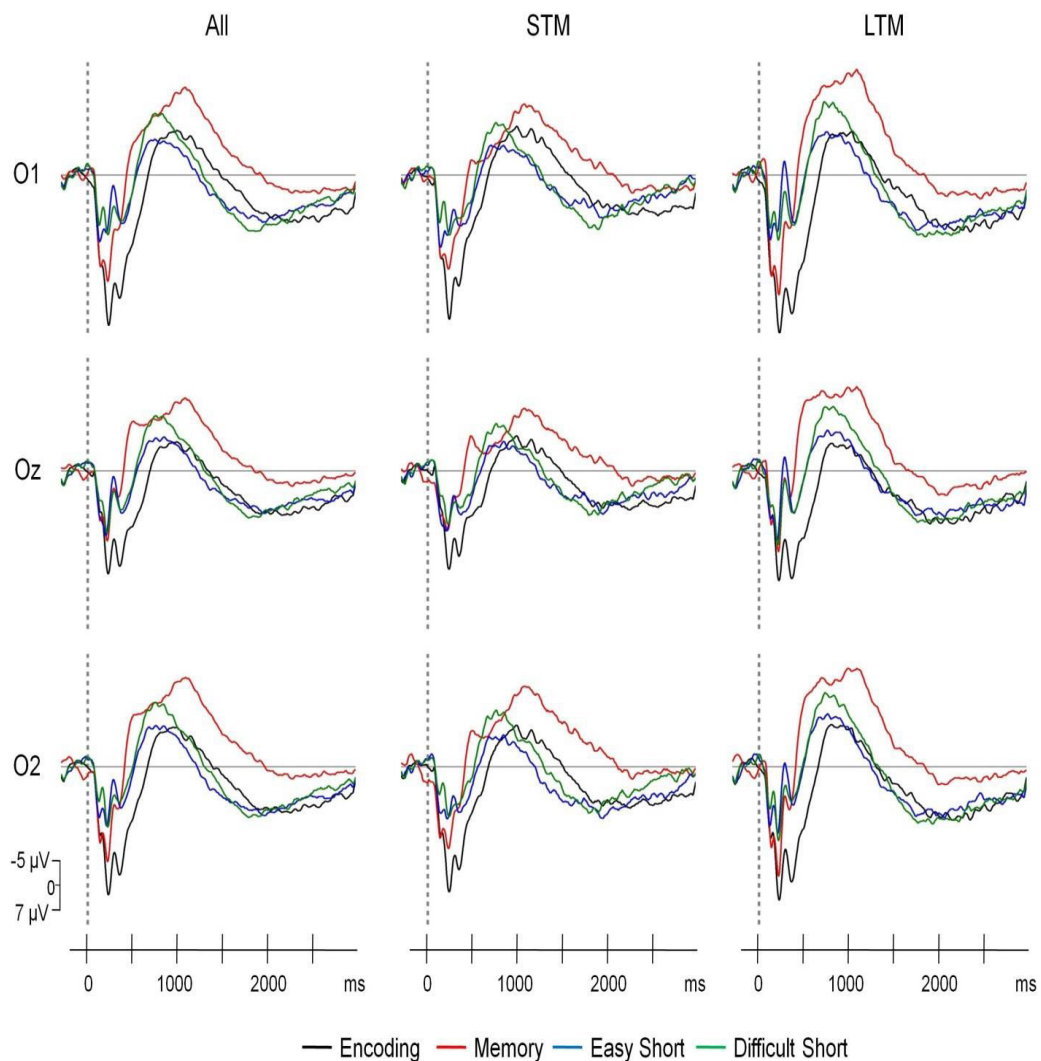 All STM LTM
O1
Oz
O2
-5 µV
0
7 µV
0 1000 2000 ms 0 1000 2000 ms 0 1000 2000 ms
Encoding Memory Easy Short Difficult Short